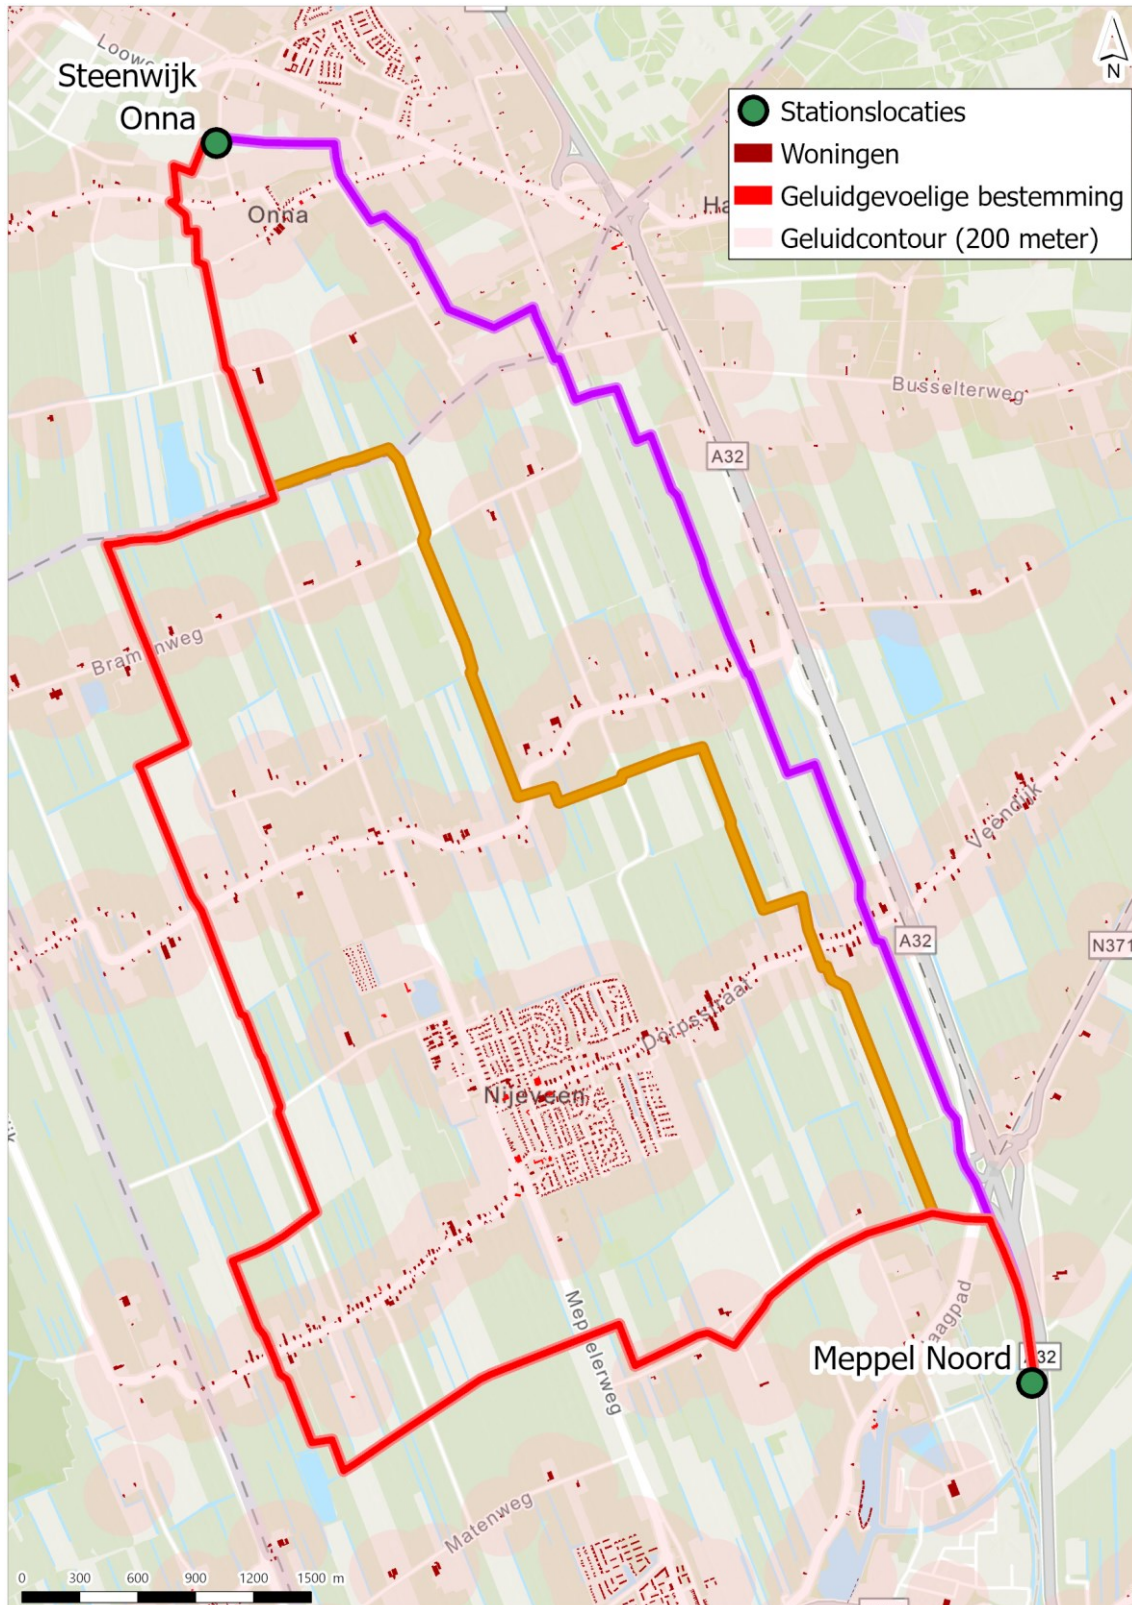 Steenwijk
Onna
N
Stationslocaties
Woningen
Geluidgevoelige bestemming
Geluidcontour (200 meter)
Onna
Busselterweg
A32
Veendijk
A32
N371
Dorpsstraat
Nijeveen
Meppelerweg
Meppel Noord
Matenweg
0 300 600 900 1200 1500 m